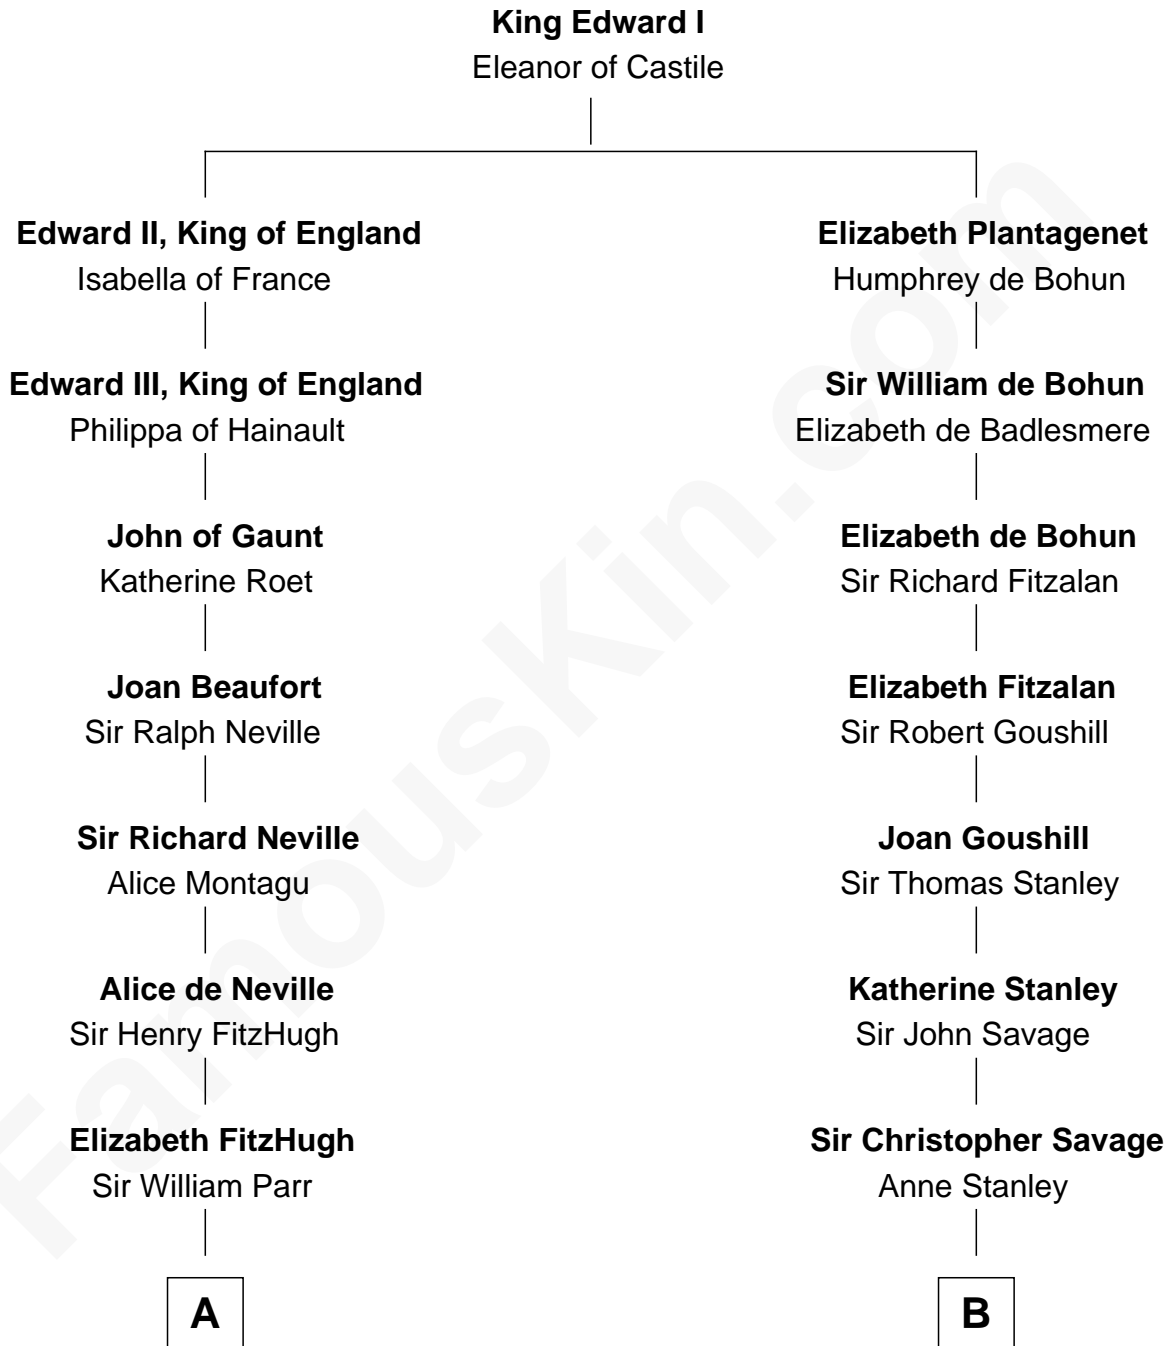 King Edward I
Eleanor of Castile
Edward II, King of England
Isabella of France
Elizabeth Plantagenet
Humphrey de Bohun
Edward III, King of England
Philippa of Hainault
Sir William de Bohun
Elizabeth de Badlesmere
John of Gaunt
Katherine Roet
Elizabeth de Bohun
Sir Richard Fitzalan
Joan Beaufort
Sir Ralph Neville
Elizabeth Fitzalan
Sir Robert Goushill
Sir Richard Neville
Alice Montagu
Joan Goushill
Sir Thomas Stanley
Alice de Neville
Sir Henry FitzHugh
Katherine Stanley
Sir John Savage
Elizabeth FitzHugh
Sir William Parr
Sir Christopher Savage
Anne Stanley
A
B
FamousKin.com